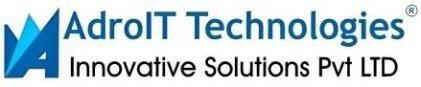 AdroIT Technologies®
Innovative Solutions Pvt LTD